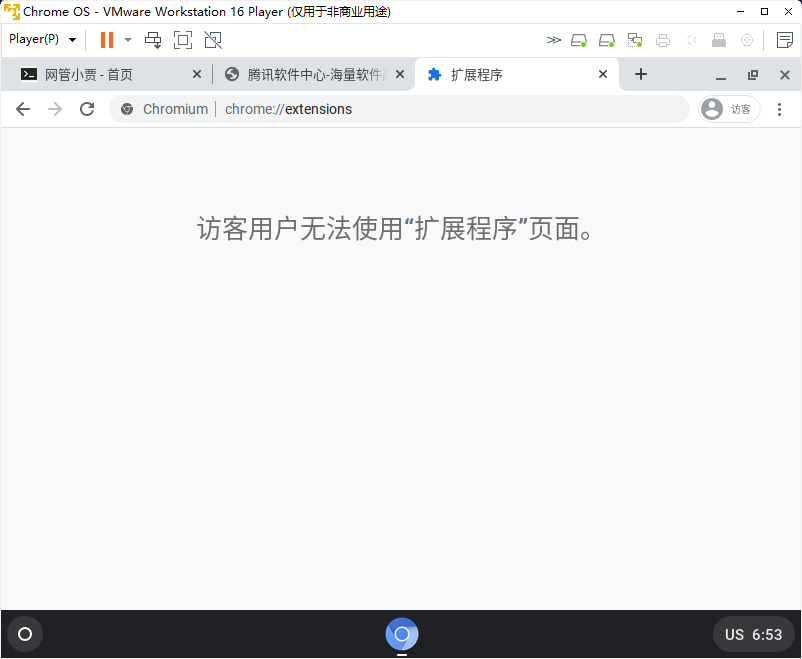 Chrome OS - VMware Workstation 16 Player (仅用于非商业用途)
Player(P)
网管小贾 - 首页
腾讯软件中心-海量软件
扩展程序
Chromium
chrome://extensions
访客
访客用户无法使用“扩展程序”页面。
US 6:53